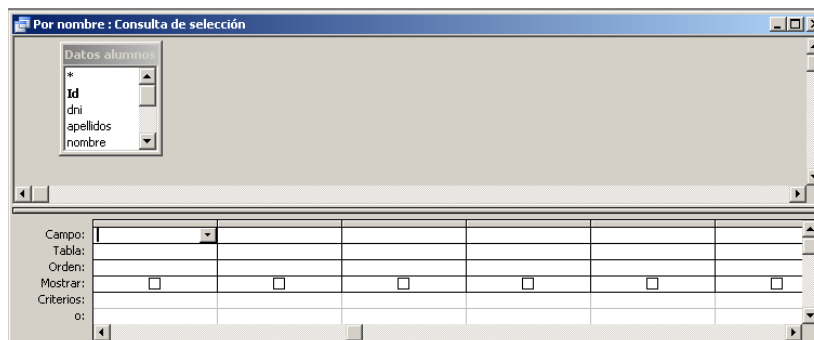 Por nombre : Consulta de selección
Datos alumnos
*
Id
dni
apellidos
nombre
Campo:
Tabla:
Orden:
Mostrar:
Criterios:
o: